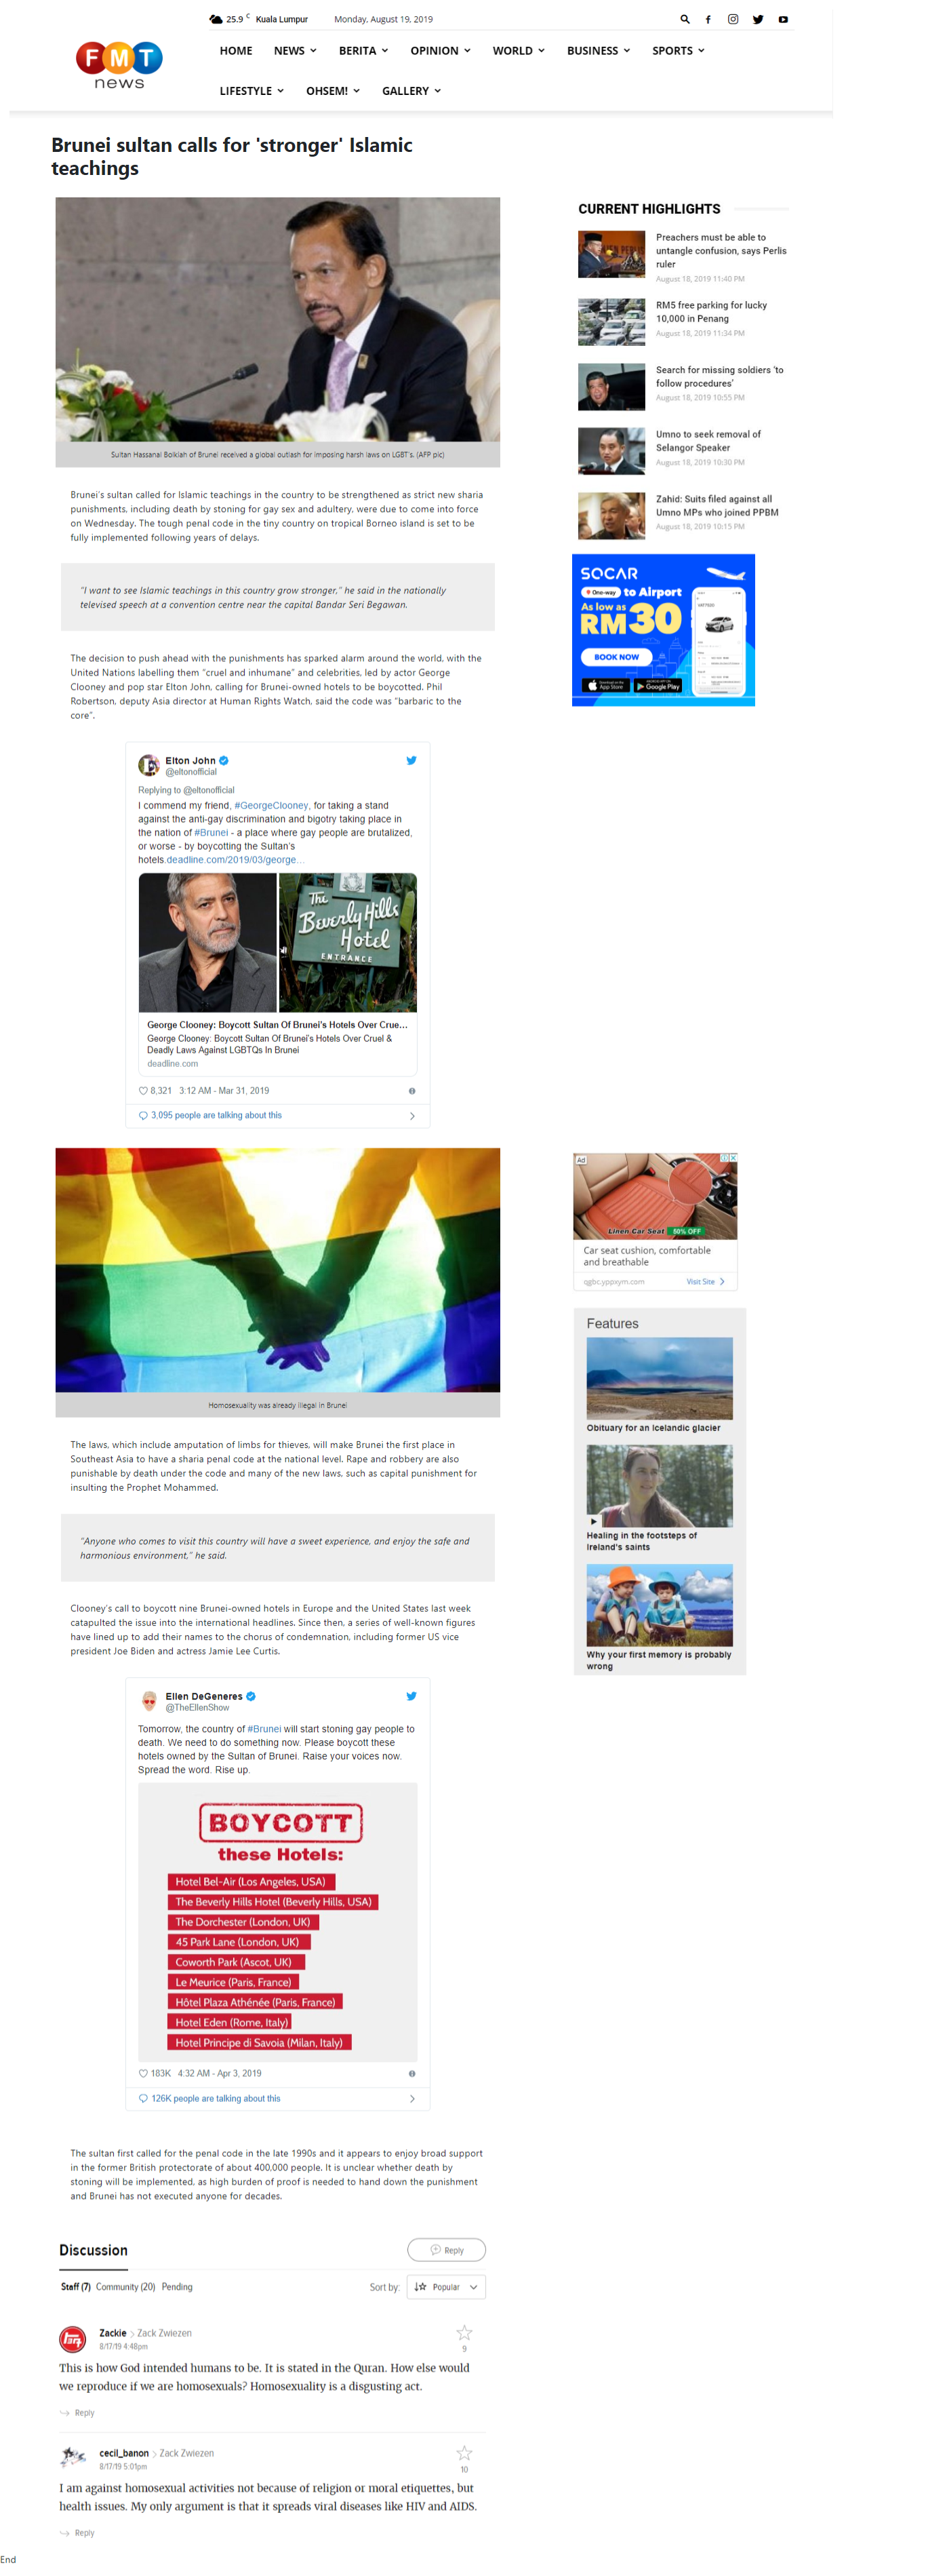 25.9 C Kuala Lumpur Monday, August 19, 2019
FMT
news
HOME NEWS BERITA OPINION WORLD BUSINESS SPORTS
LIFESTYLE OHSEM! GALLERY
Brunei sultan calls for 'stronger' Islamic
teachings
Sultan Hassanal Bolkiah of Brunei received a global outlash for imposing harsh laws on LGBT's. (AFP pic)
Brunei's sultan called for Islamic teachings in the country to be strengthened as strict new sharia
punishments, including death by stoning for gay sex and adultery, were due to come into force
on Wednesday. The tough penal code in the tiny country on tropical Borneo island is set to be
fully implemented following years of delays.
"I want to see Islamic teachings in this country grow stronger," he said in the nationally
televised speech at a convention centre near the capital Bandar Seri Begawan.
The decision to push ahead with the punishments has sparked alarm around the world, with the
United Nations labelling them "cruel and inhumane" and celebrities, led by actor George
Clooney and pop star Elton John, calling for Brunei-owned hotels to be boycotted. Phil
Robertson, deputy Asia director at Human Rights Watch, said the code was "barbaric to the
core".
Elton John
@eltonofficial
Replying to @eltonofficial
I commend my friend, #GeorgeClooney, for taking a stand
against the anti-gay discrimination and bigotry taking place in
the nation of #Brunei - a place where gay people are brutalized,
or worse - by boycotting the Sultan's
hotels.deadline.com/2019/03/george...
The
Beverly Hills
Hotel
ENTRANCE
George Clooney: Boycott Sultan Of Brunei's Hotels Over Crue...
George Clooney: Boycott Sultan Of Brunei's Hotels Over Cruel &
Deadly Laws Against LGBTQs In Brunei
deadline.com
8,321 3:12 AM - Mar 31, 2019
3,095 people are talking about this
Homosexuality was already illegal in Brunei
The laws, which include amputation of limbs for thieves, will make Brunei the first place in
Southeast Asia to have a sharia penal code at the national level. Rape and robbery are also
punishable by death under the code and many of the new laws, such as capital punishment for
insulting the Prophet Mohammed.
"Anyone who comes to visit this country will have a sweet experience, and enjoy the safe and
harmonious environment," he said.
Clooney's call to boycott nine Brunei-owned hotels in Europe and the United States last week
catapulted the issue into the international headlines. Since then, a series of well-known figures
have lined up to add their names to the chorus of condemnation, including former US vice
president Joe Biden and actress Jamie Lee Curtis.
Ellen DeGeneres
@TheEllenShow
Tomorrow, the country of #Brunei will start stoning gay people to
death. We need to do something now. Please boycott these
hotels owned by the Sultan of Brunei. Raise your voices now.
Spread the word. Rise up.
BOYCOTT
these Hotels:
Hotel Bel-Air (Los Angeles, USA)
The Beverly Hills Hotel (Beverly Hills, USA)
The Dorchester (London, UK)
45 Park Lane (London, UK)
Coworth Park (Ascot, UK)
Le Meurice (Paris, France)
Hôtel Plaza Athénée (Paris, France)
Hotel Eden (Rome, Italy)
Hotel Principe di Savoia (Milan, Italy)
183K 4:32 AM - Apr 3, 2019
126K people are talking about this
The sultan first called for the penal code in the late 1990s and it appears to enjoy broad support
in the former British protectorate of about 400,000 people. It is unclear whether death by
stoning will be implemented, as high burden of proof is needed to hand down the punishment
and Brunei has not executed anyone for decades.
Discussion
Reply
Staff (7) Community (20) Pending
Sort by: Popular
Zackie > Zack Zwiezen
8/17/19 4:48pm
9
This is how God intended humans to be. It is stated in the Quran. How else would
we reproduce if we are homosexuals? Homosexuality is a disgusting act.
Reply
cecil_banon > Zack Zwiezen
8/17/19 5:01pm
10
I am against homosexual activities not because of religion or moral etiquettes, but
health issues. My only argument is that it spreads viral diseases like HIV and AIDS.
Reply
End
CURRENT HIGHLIGHTS
Preachers must be able to
untangle confusion, says Perlis
ruler
August 18, 2019 11:40 PM
RM5 free parking for lucky
10,000 in Penang
August 18, 2019 11:34 PM
Search for missing soldiers 'to
follow procedures'
August 18, 2019 10:55 PM
Umno to seek removal of
Selangor Speaker
August 18, 2019 10:30 PM
Zahid: Suits filed against all
Umno MPs who joined PPBM
August 18, 2019 10:15 PM
SOCAR
One-way to Airport
As low as
RM30
BOOK NOW
App Store
Google Play
Ad
Linen Car Seat 50% OFF
Car seat cushion, comfortable
and breathable
qgbc.yppxym.com Visit Site
Features
Obituary for an Icelandic glacier
Healing in the footsteps of
Ireland's saints
Why your first memory is probably
wrong